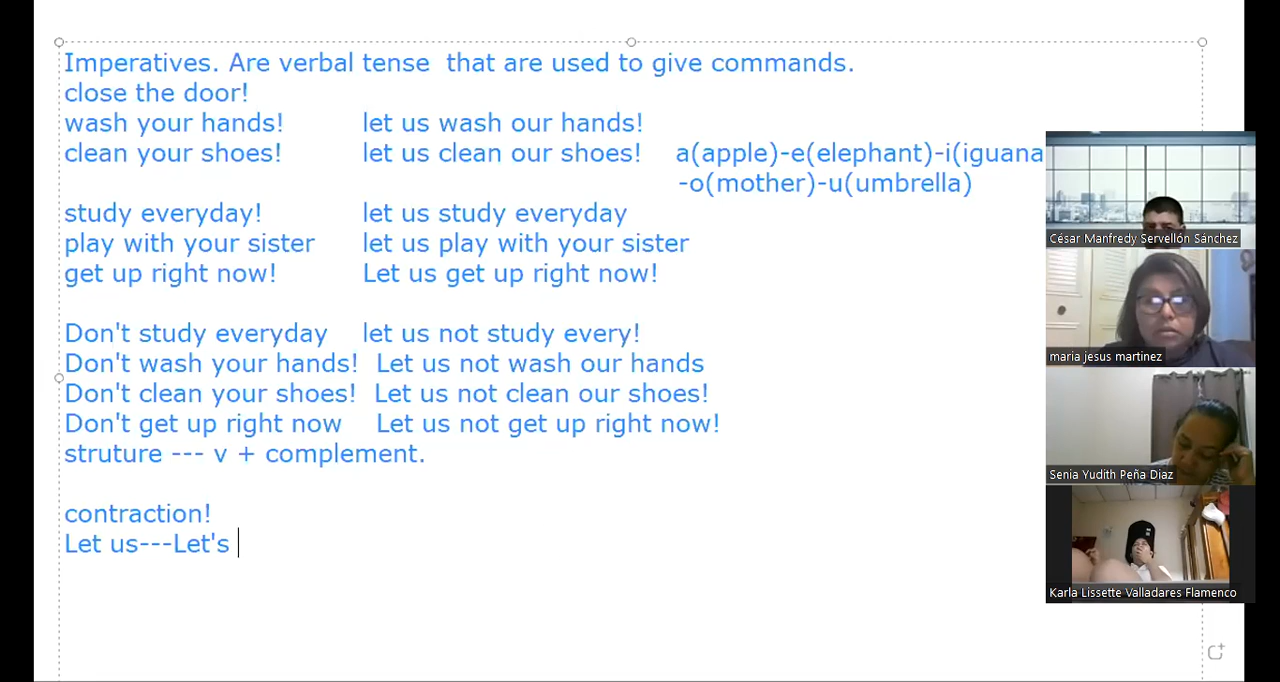 Imperatives. Are verbal tense  that are used to give commands.
close the door!
wash your hands! let us wash our hands!
clean your shoes! let us clean our shoes! a(apple)-e(elephant)-i(iguana
-o(mother)-u(umbrella)
study everyday! let us study everyday
play with your sister let us play with your sister
get up right now! Let us get up right now!
Don't study everyday let us not study every!
Don't wash your hands! Let us not wash our hands
Don't clean your shoes! Let us not clean our shoes!
Don't get up right now Let us not get up right now!
struture --- v + complement.
contraction!
Let us---Let's
César Manfredy Servellón Sánchez
maria jesus martinez
Senia Yudith Peña Diaz
Karla Lissette Valladares Flamenco